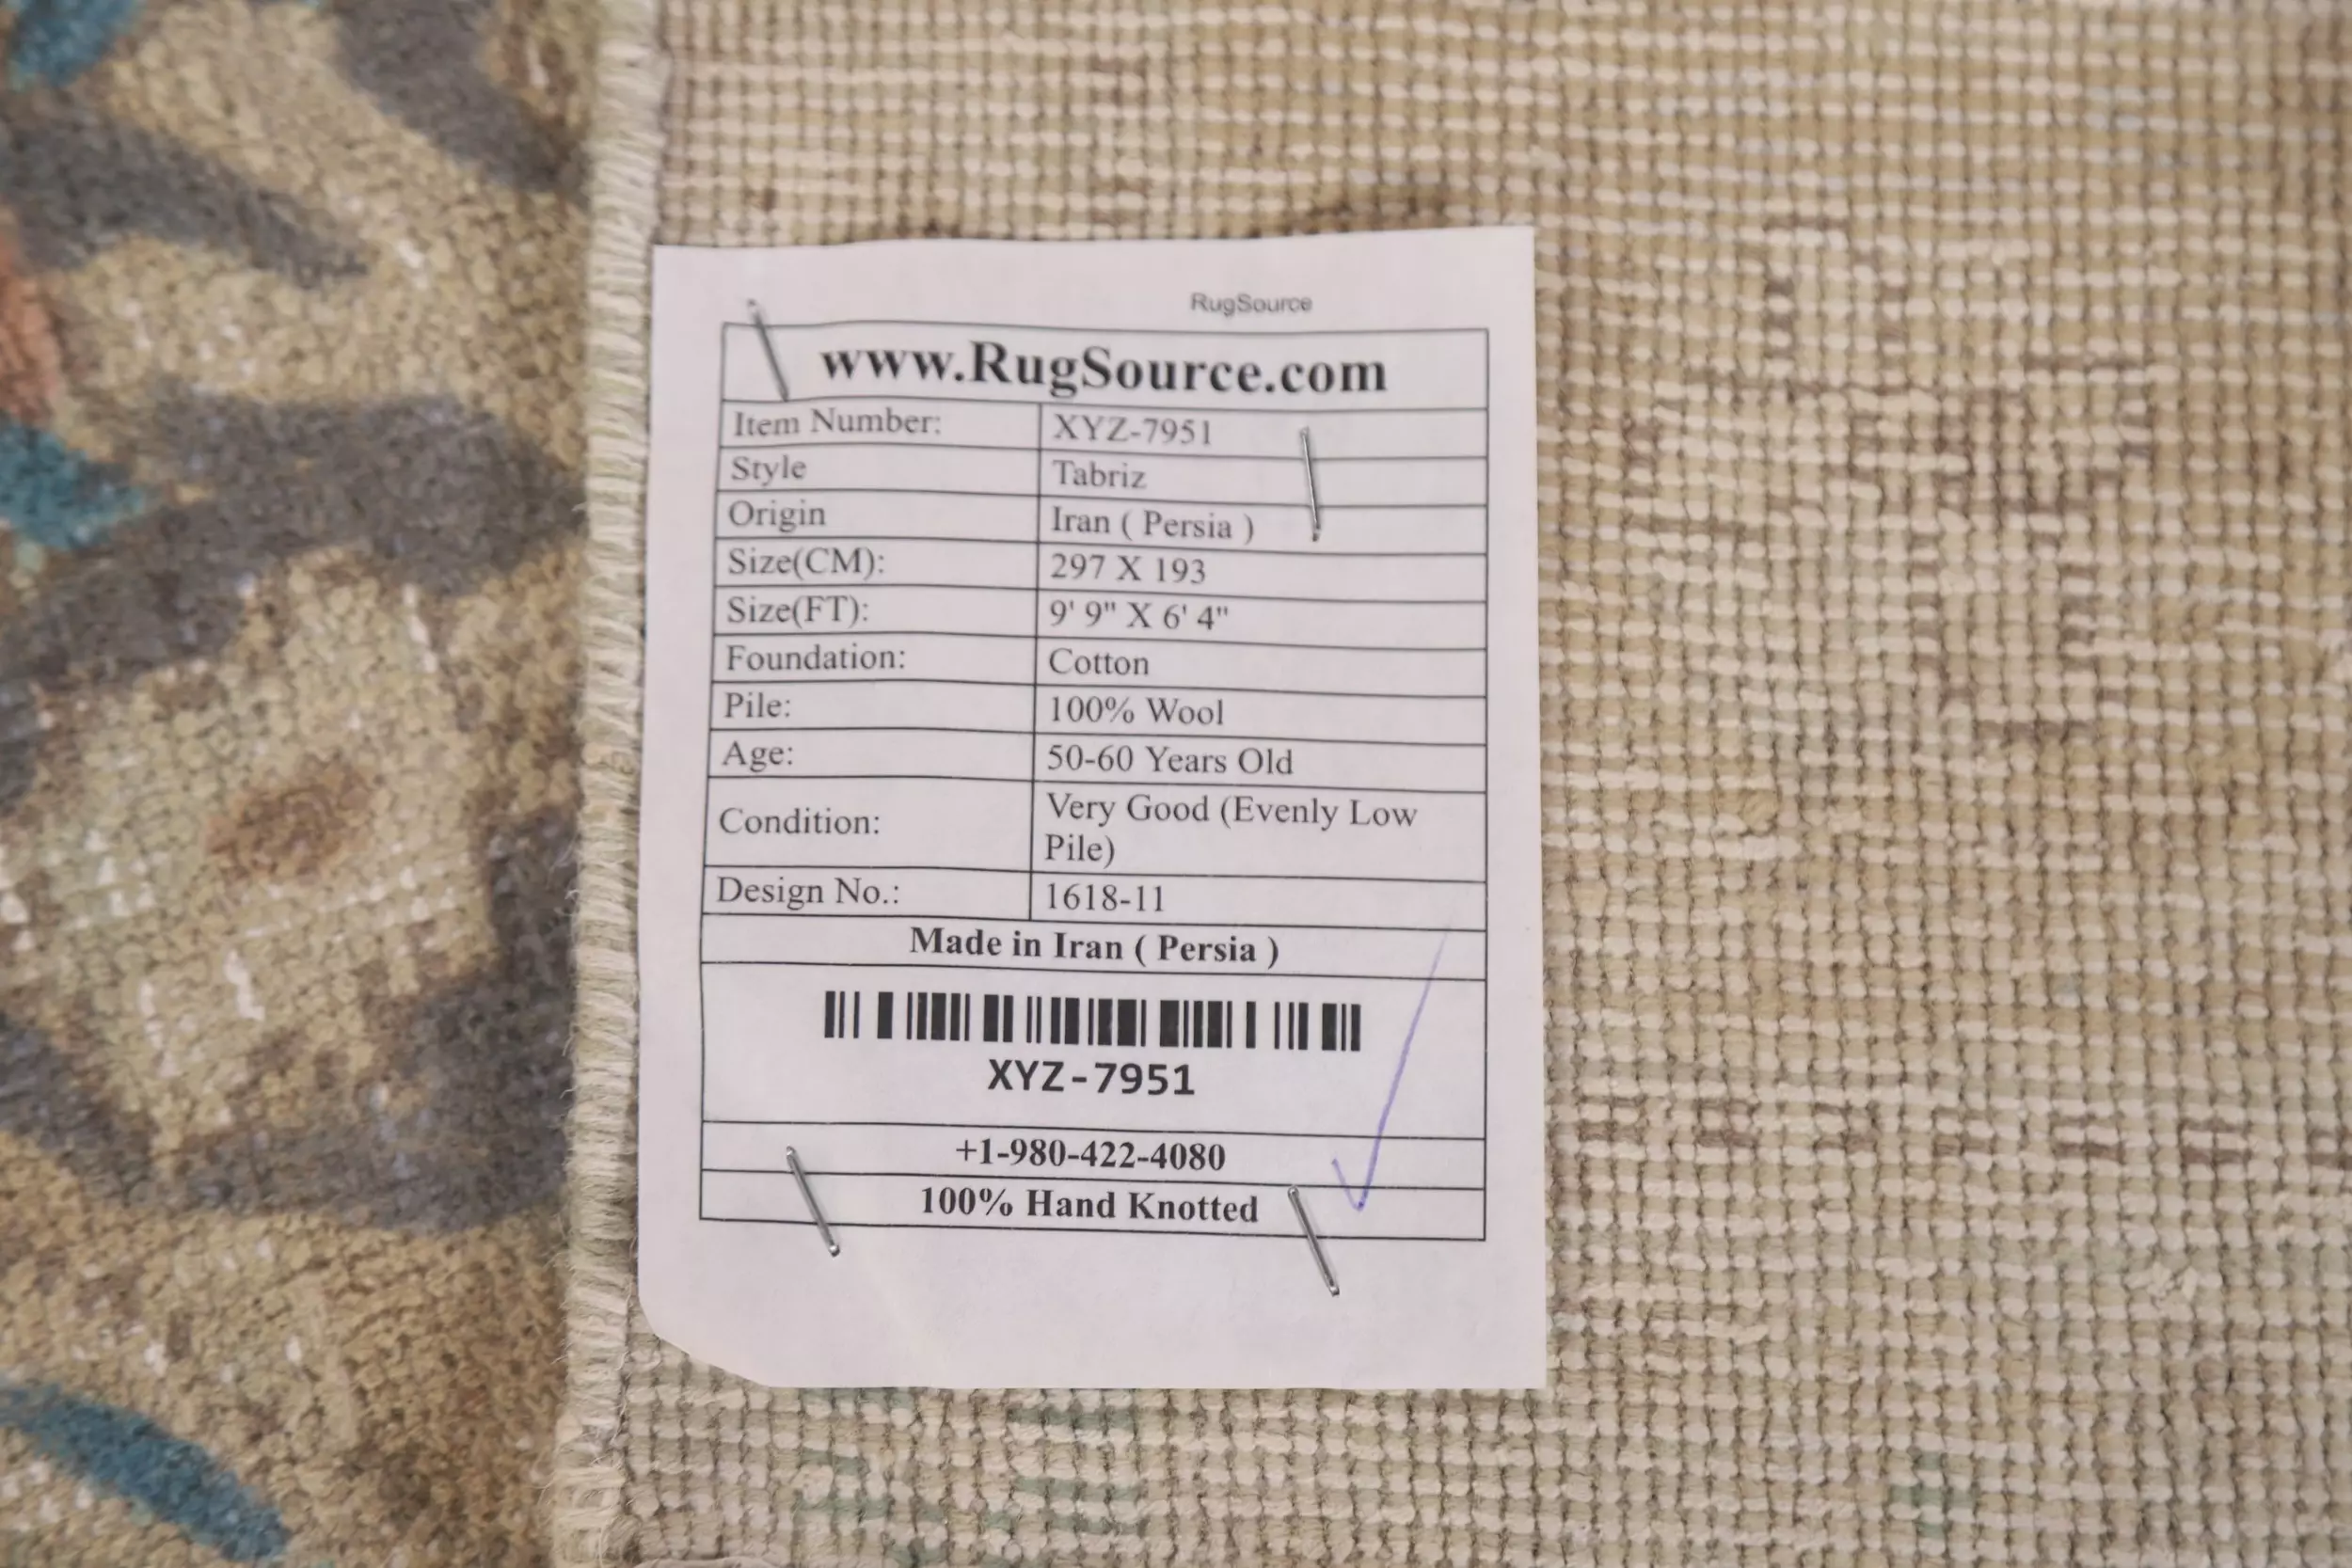 RugSource
www.RugSource.com
Item Number: XYZ-7951
Style Tabriz
Origin Iran ( Persia )
Size(CM): 297 X 193
Size(FT): 9' 9" X 6' 4"
Foundation: Cotton
Pile: 100% Wool
Age: 50-60 Years Old
Condition: Very Good (Evenly Low
Pile)
Design No.: 1618-11
Made in Iran ( Persia )
XYZ-7951
+1-980-422-4080
100% Hand Knotted